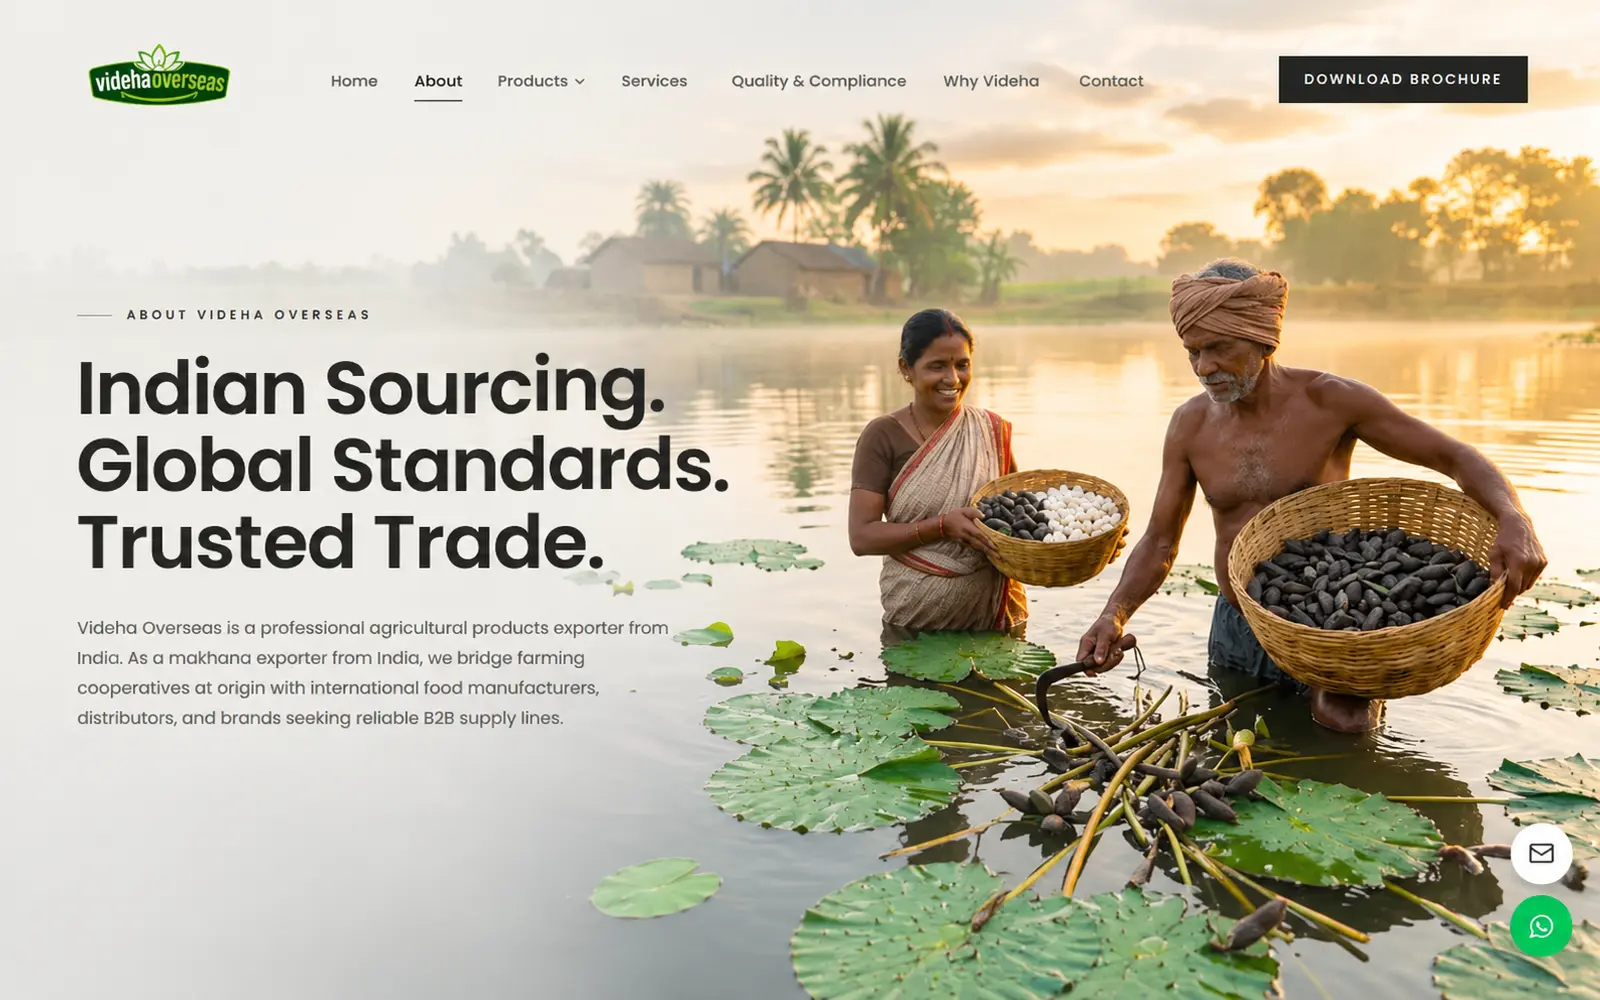 videhaoverseas
Home About Products Services Quality & Compliance Why Videha Contact
DOWNLOAD BROCHURE
ABOUT VIDEHA OVERSEAS
Indian Sourcing.
Global Standards.
Trusted Trade.
Videha Overseas is a professional agricultural products exporter from
India. As a makhana exporter from India, we bridge farming
cooperatives at origin with international food manufacturers,
distributors, and brands seeking reliable B2B supply lines.